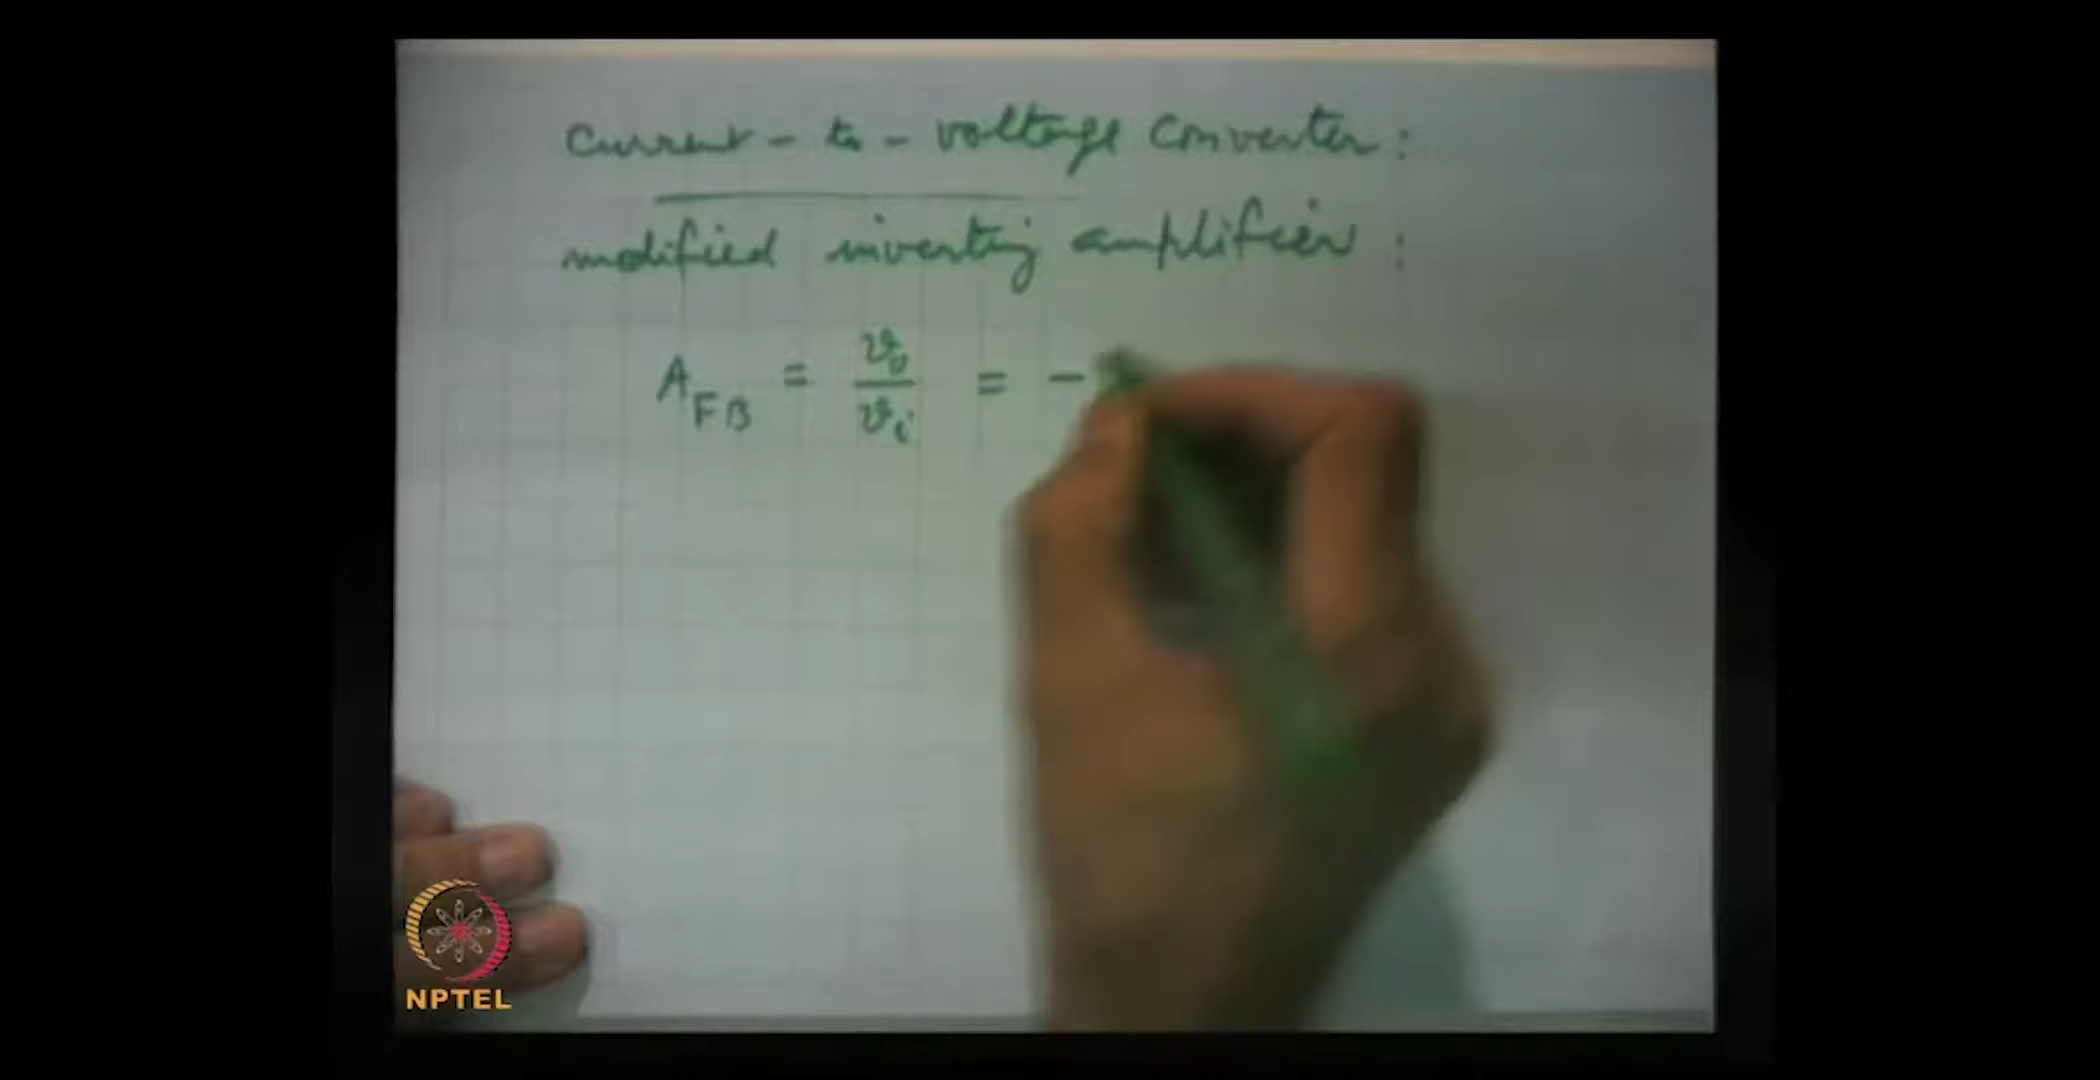 Current - to - voltage Converter :
modified inverting amplifier :
A_FB = v_o / v_i = -
NPTEL